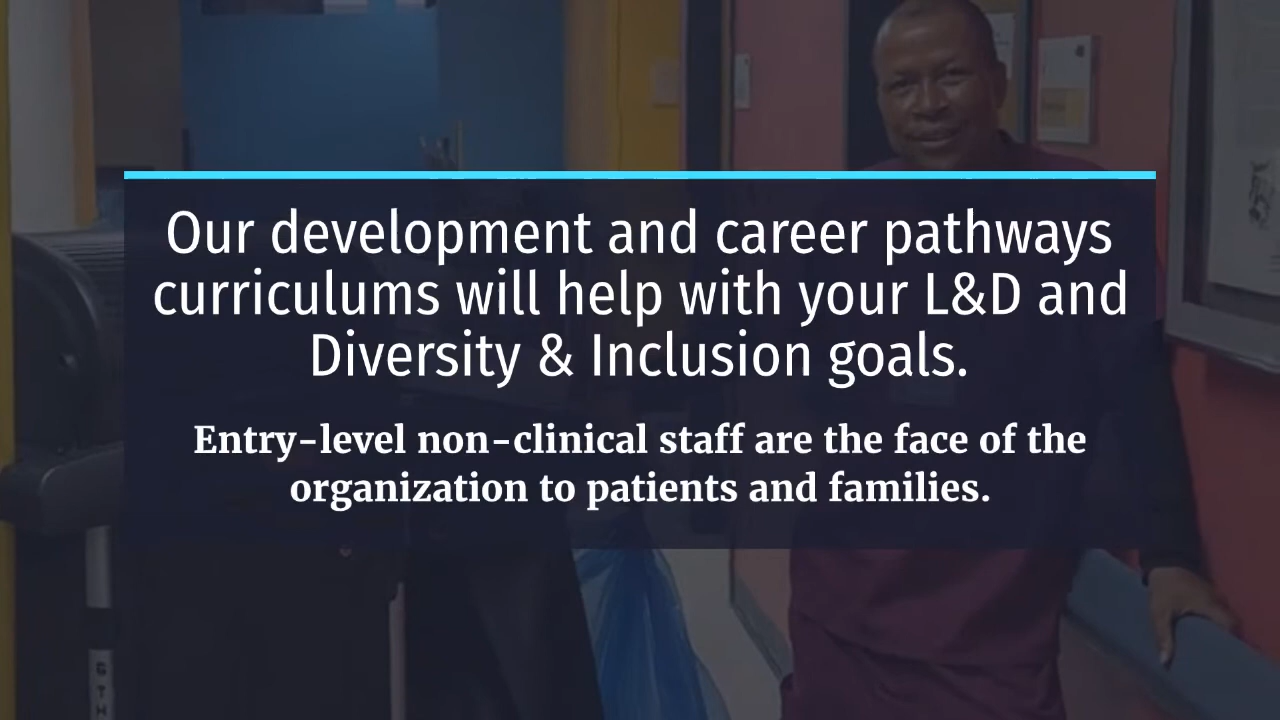 Our development and career pathways
curriculums will help with your L&D and
Diversity & Inclusion goals.
Entry-level non-clinical staff are the face of the
organization to patients and families.
6TH